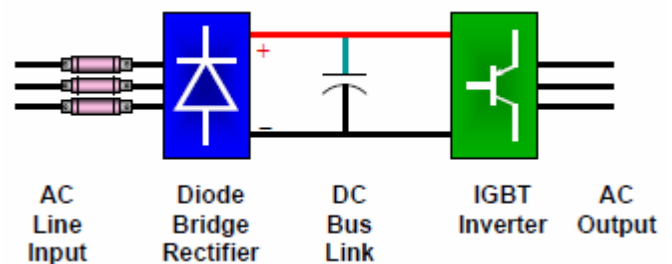 +
−
AC
Line
Input
Diode
Bridge
Rectifier
DC
Bus
Link
IGBT
Inverter
AC
Output